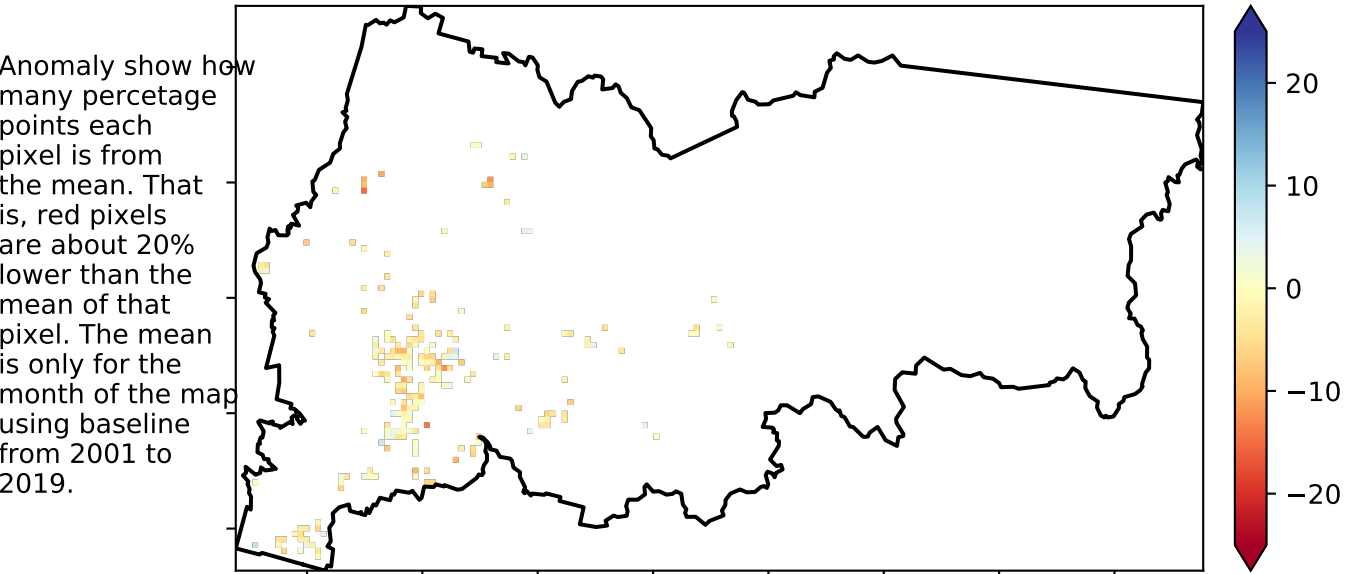 Anomaly show how
many percetage
points each
pixel is from
the mean. That
is, red pixels
are about 20%
lower than the
mean of that
pixel. The mean
is only for the
month of the map
using baseline
from 2001 to
2019.
20
10
0
−10
−20